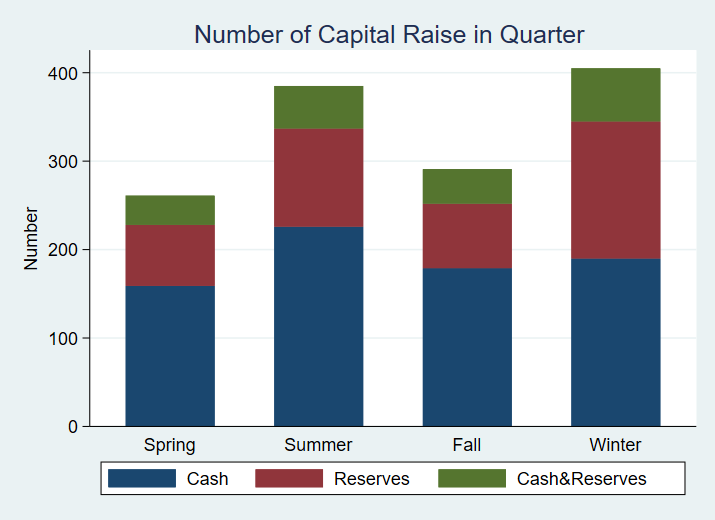 Number of Capital Raise in Quarter
400
300
200
100
0
Number
Spring Summer Fall Winter
Cash Reserves Cash&Reserves